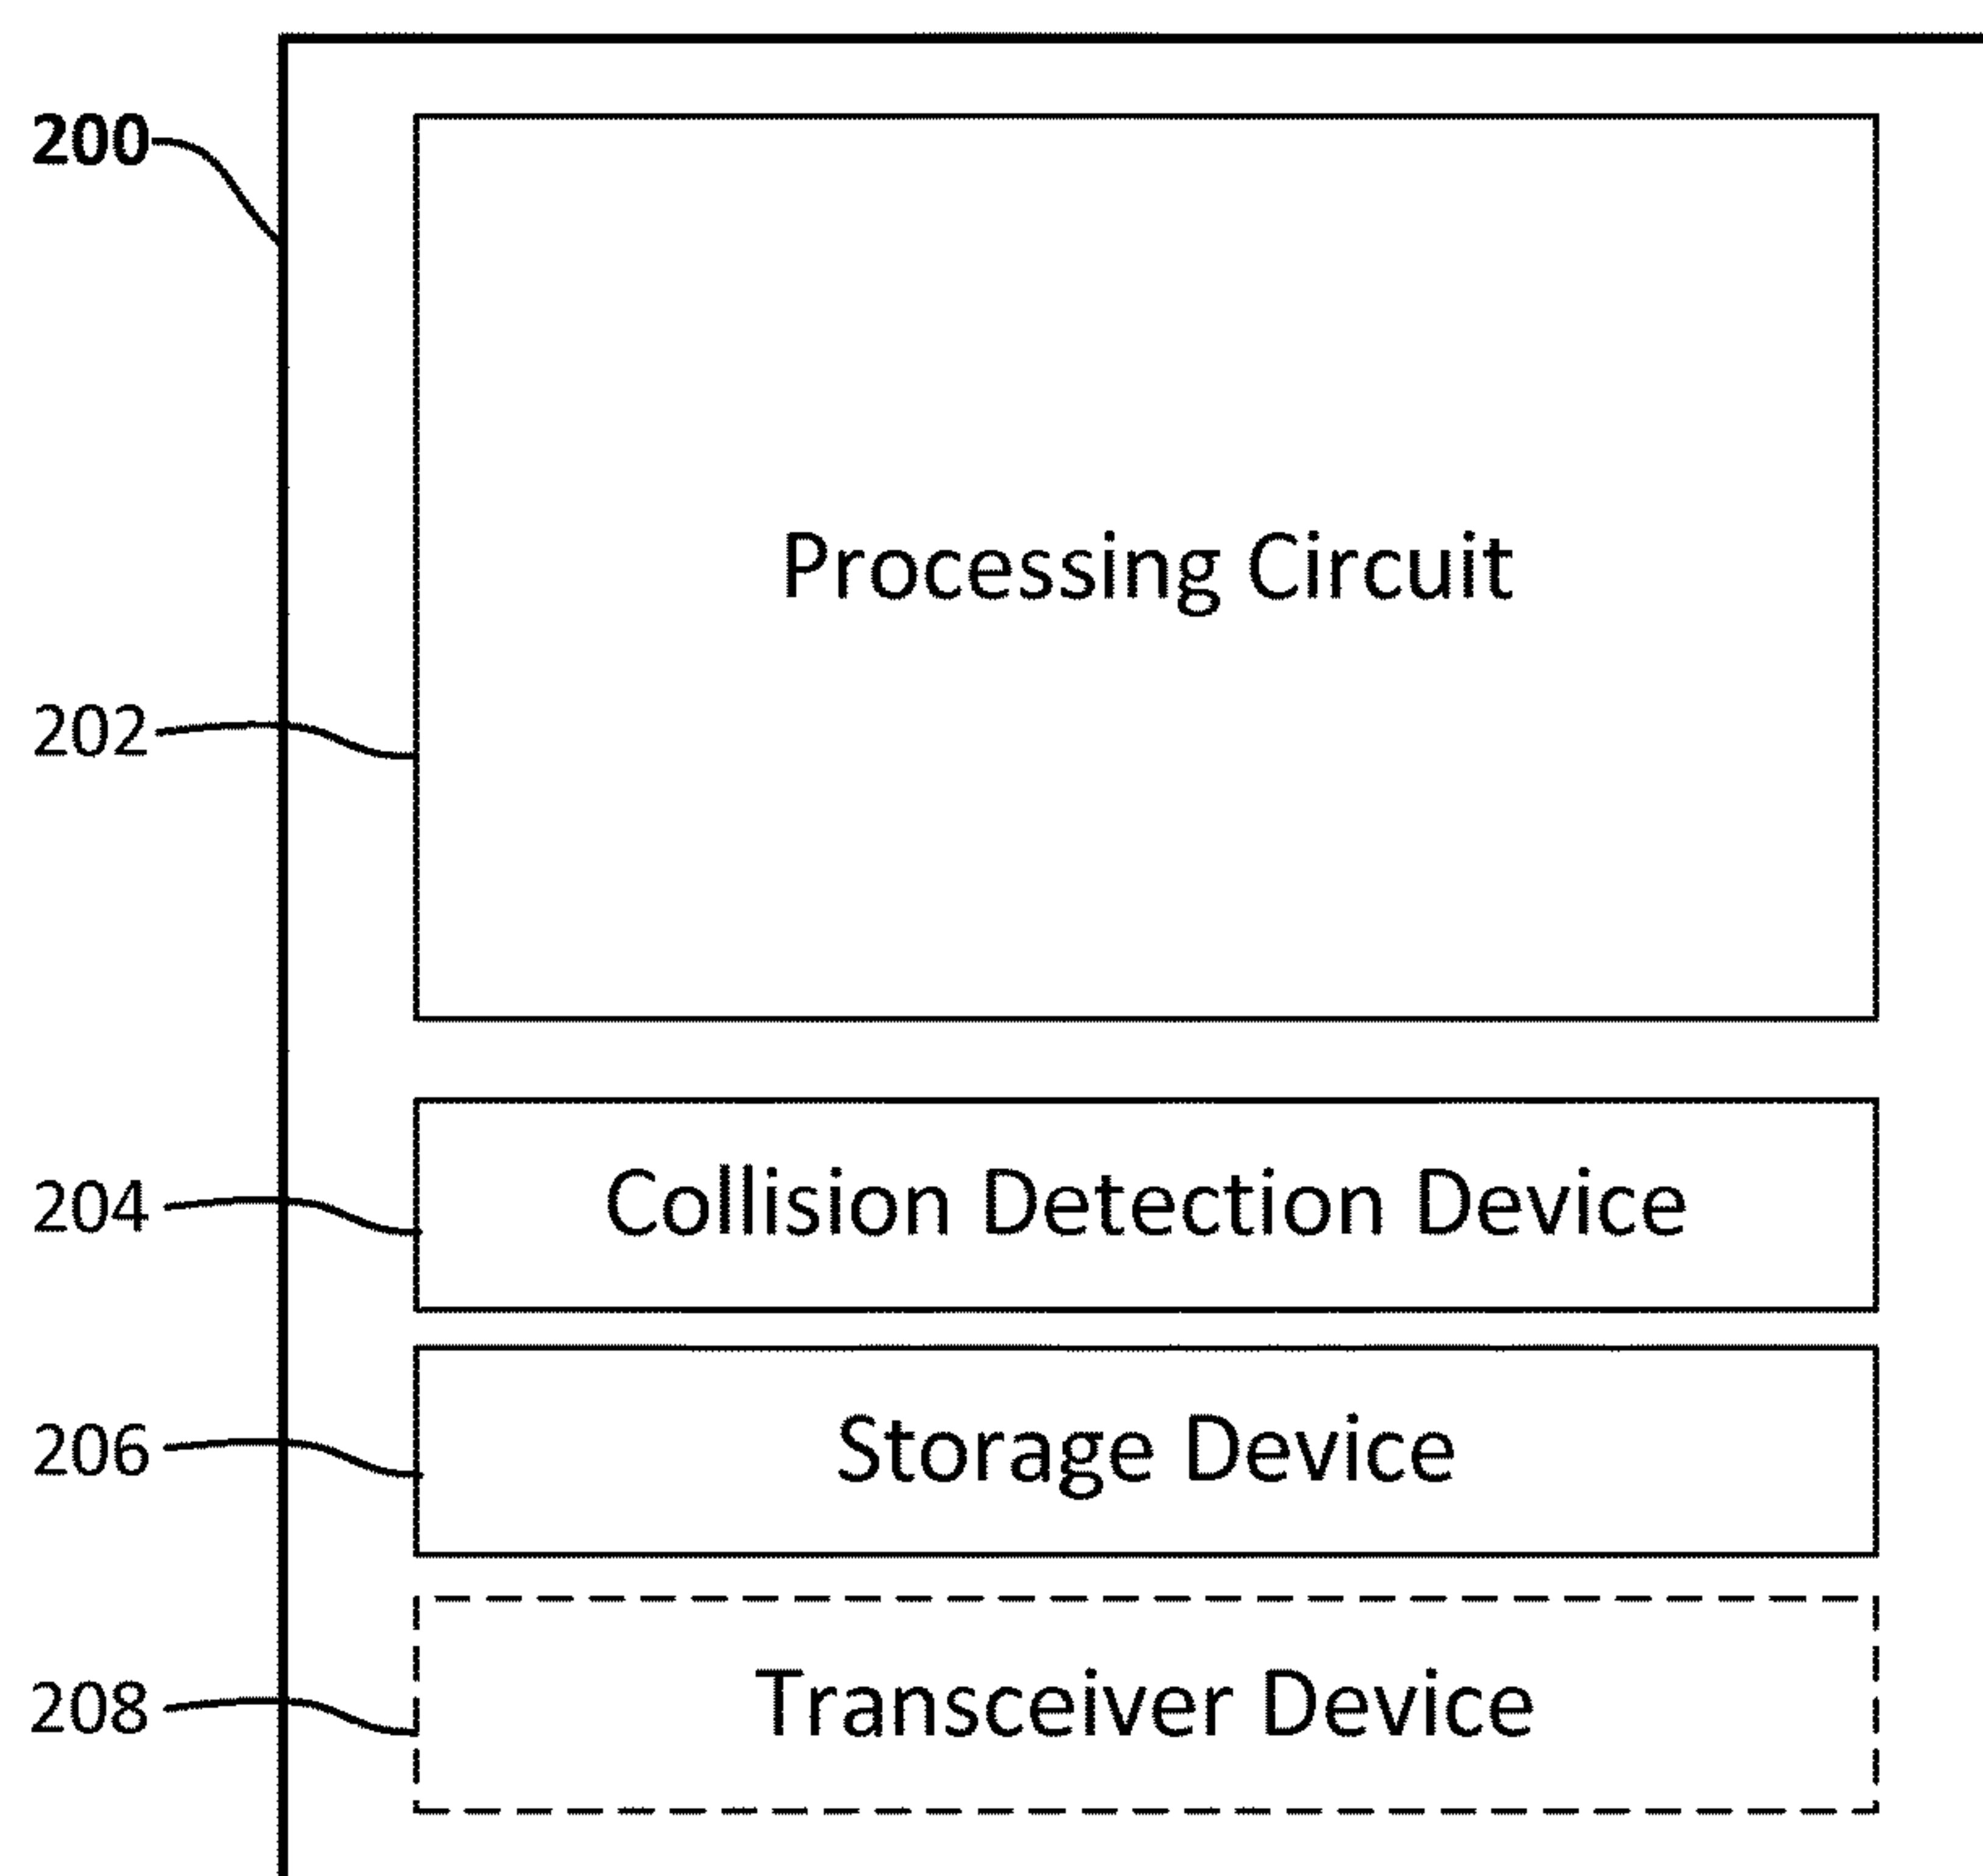 200
Processing Circuit
202
204
Collision Detection Device
206
Storage Device
208
Transceiver Device